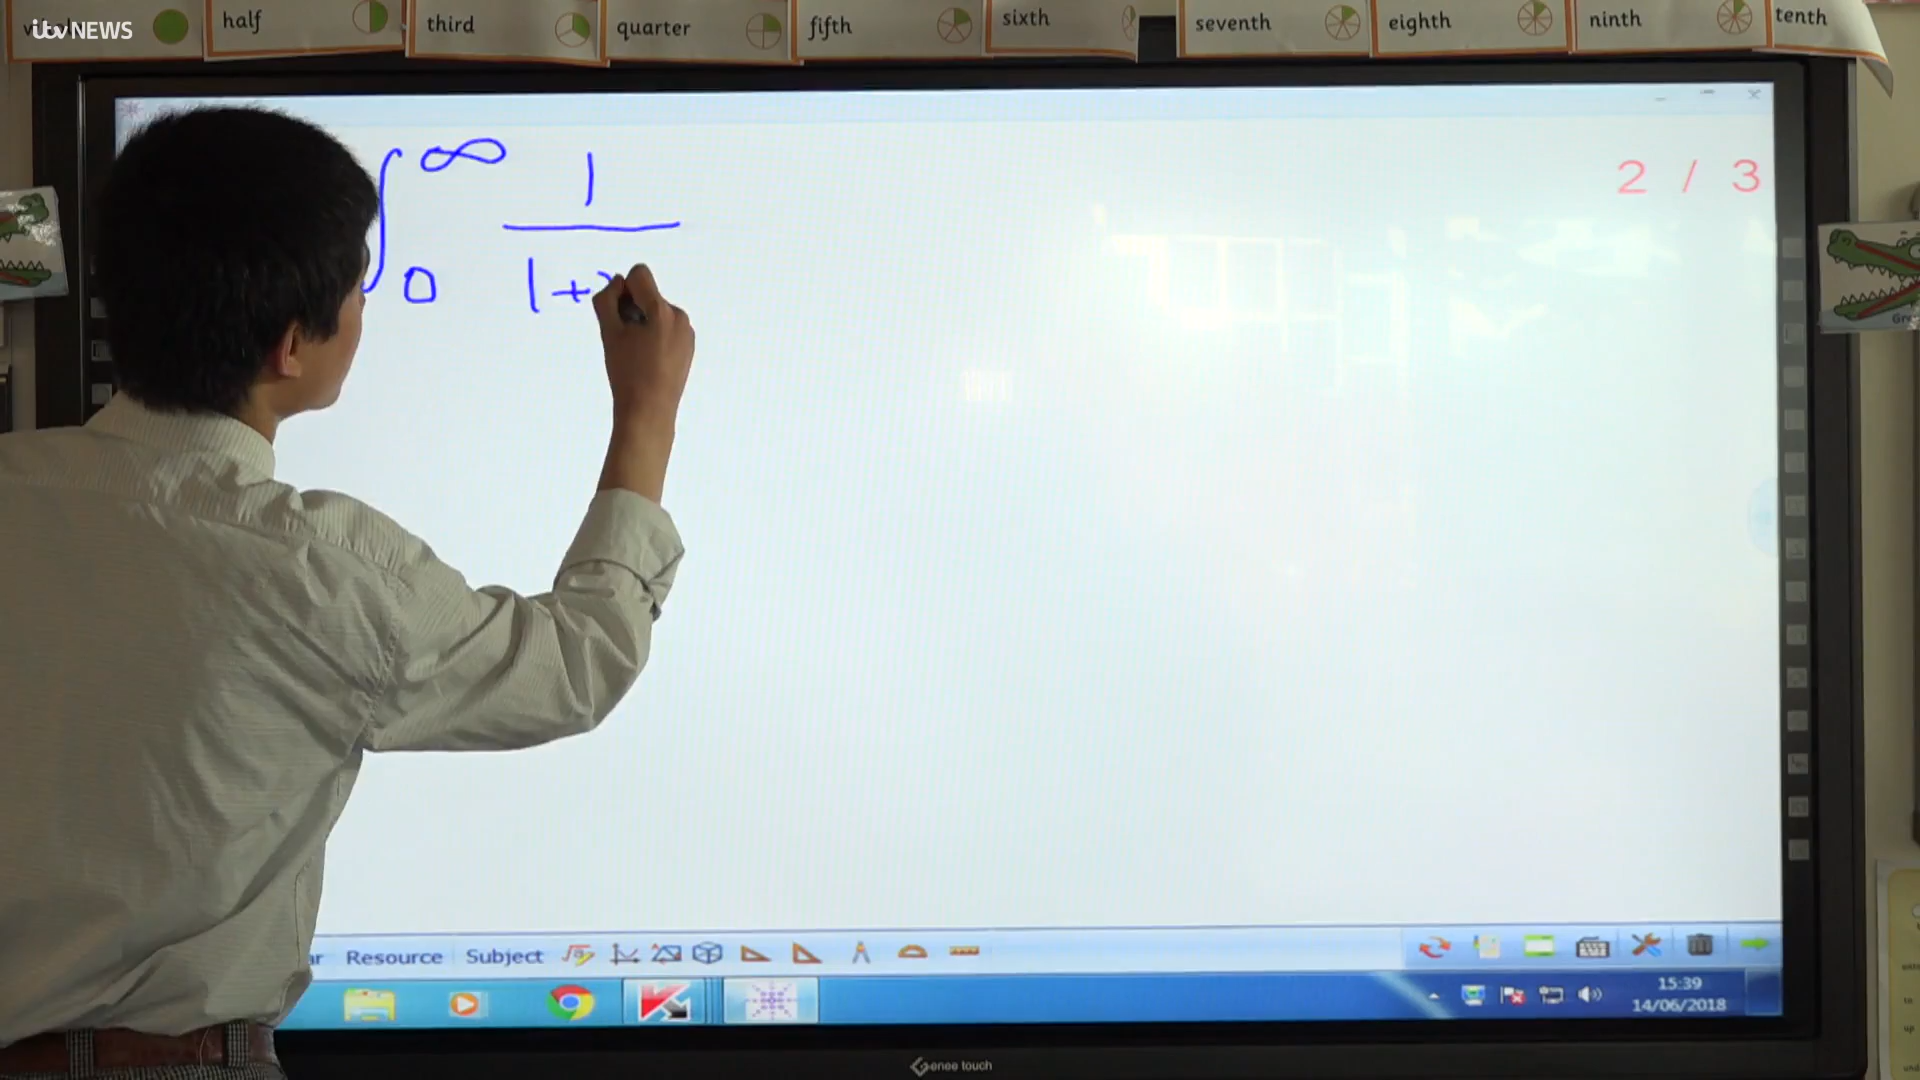 itv NEWS
half
third
quarter
fifth
sixth
seventh
eighth
ninth
tenth
2 / 3
∞
∫
0
1
1+x
Resource
Subject
15:39
14/06/2018
Genee touch